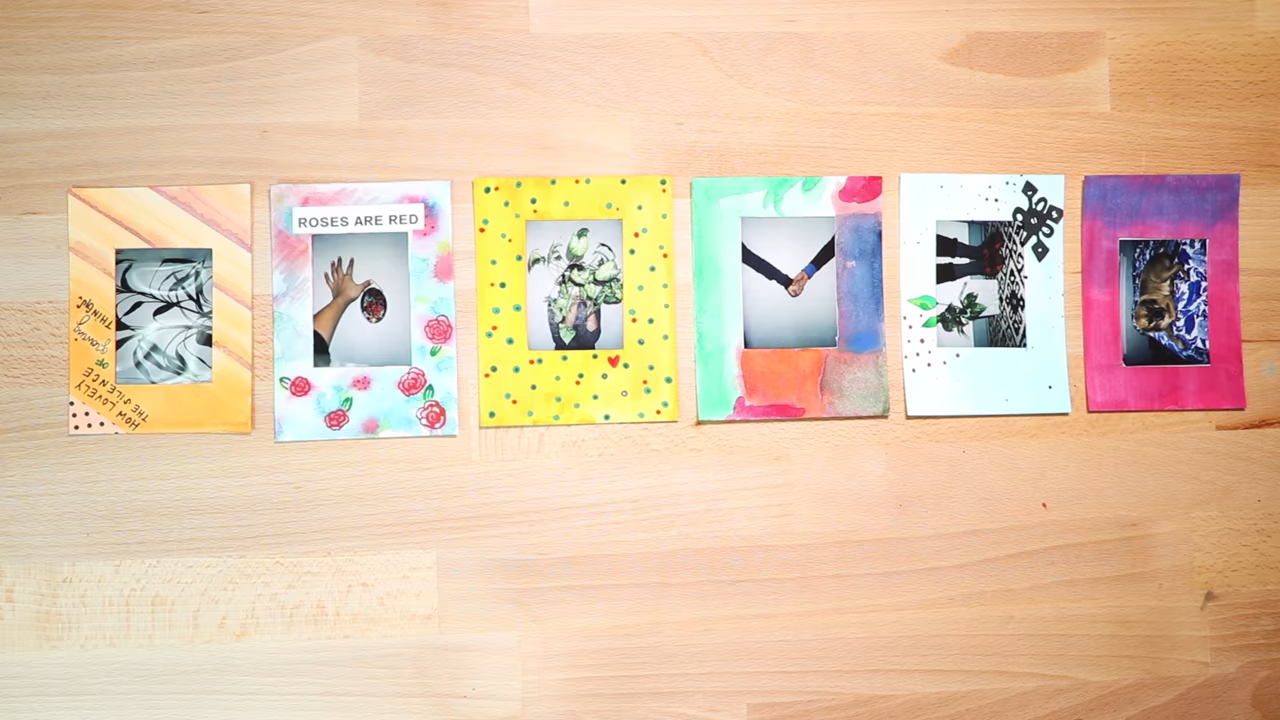 HOW LOVELY
THE SILENCE
OF
growing
THINGS
ROSES ARE RED